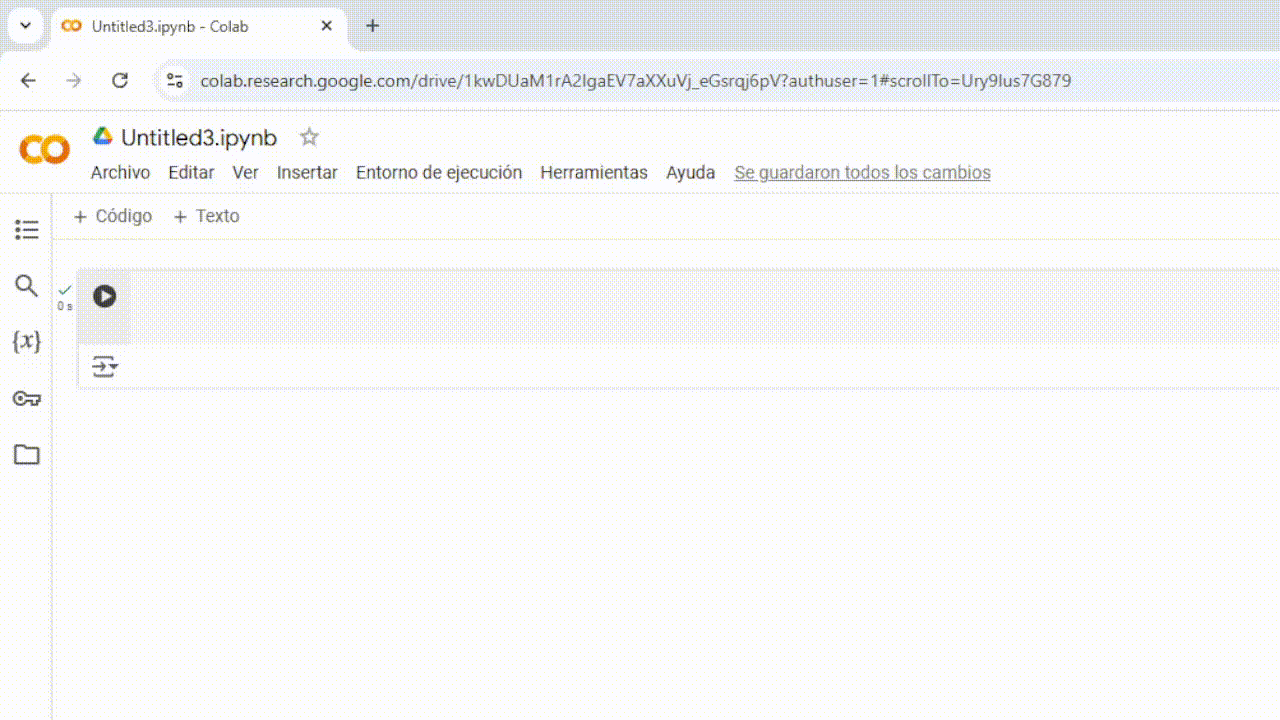 Untitled3.ipynb - Colab
colab.research.google.com/drive/1kwDUaM1rA2IgaEV7aXXuVj_eGsrqj6pV?authuser=1#scrollTo=Ury9Ius7G879
Untitled3.ipynb
Archivo Editar Ver Insertar Entorno de ejecución Herramientas Ayuda Se guardaron todos los cambios
+ Código + Texto
{x}
0 s